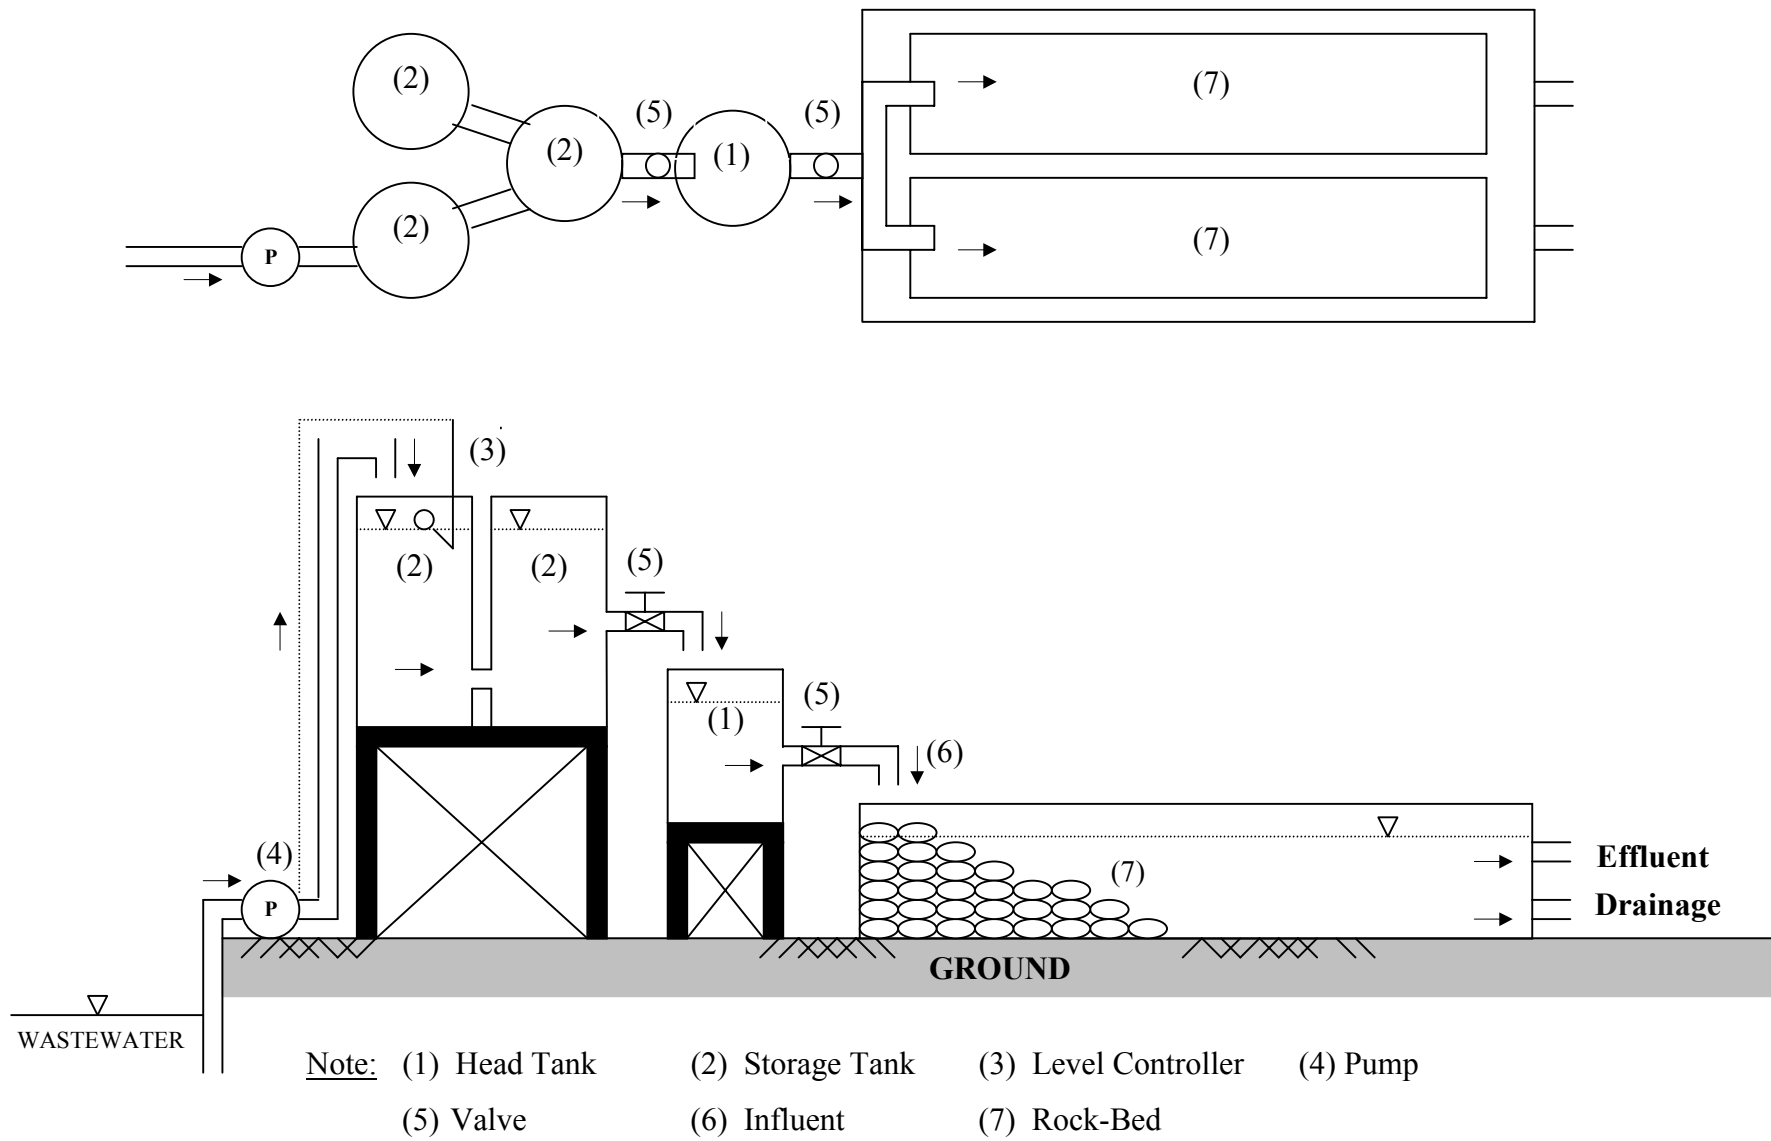 (2)
(7)
(5)
(5)
(2)
(1)
(2)
(7)
P
(3)
(2)
(2)
(5)
(5)
(1)
(6)
(4)
(7)
Effluent
P
Drainage
GROUND
WASTEWATER
Note: (1) Head Tank (2) Storage Tank (3) Level Controller (4) Pump
(5) Valve (6) Influent (7) Rock-Bed